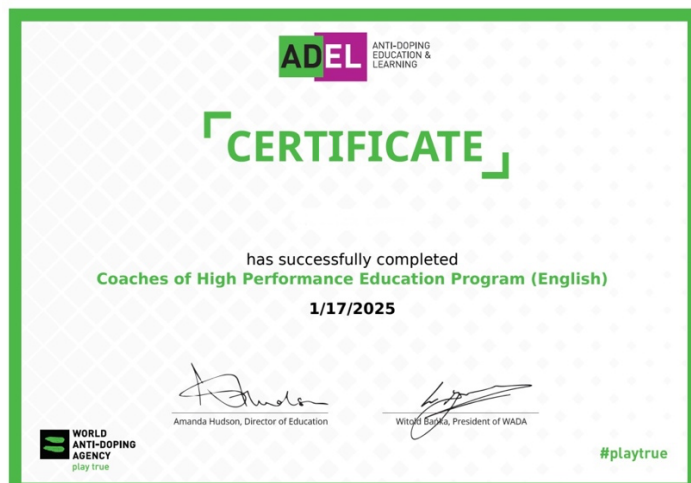 ADEL
ANTI-DOPING
EDUCATION &
LEARNING
CERTIFICATE
has successfully completed
Coaches of High Performance Education Program (English)
1/17/2025
Amanda Hudson, Director of Education
Witold Bańka, President of WADA
WORLD
ANTI-DOPING
AGENCY
play true
#playtrue